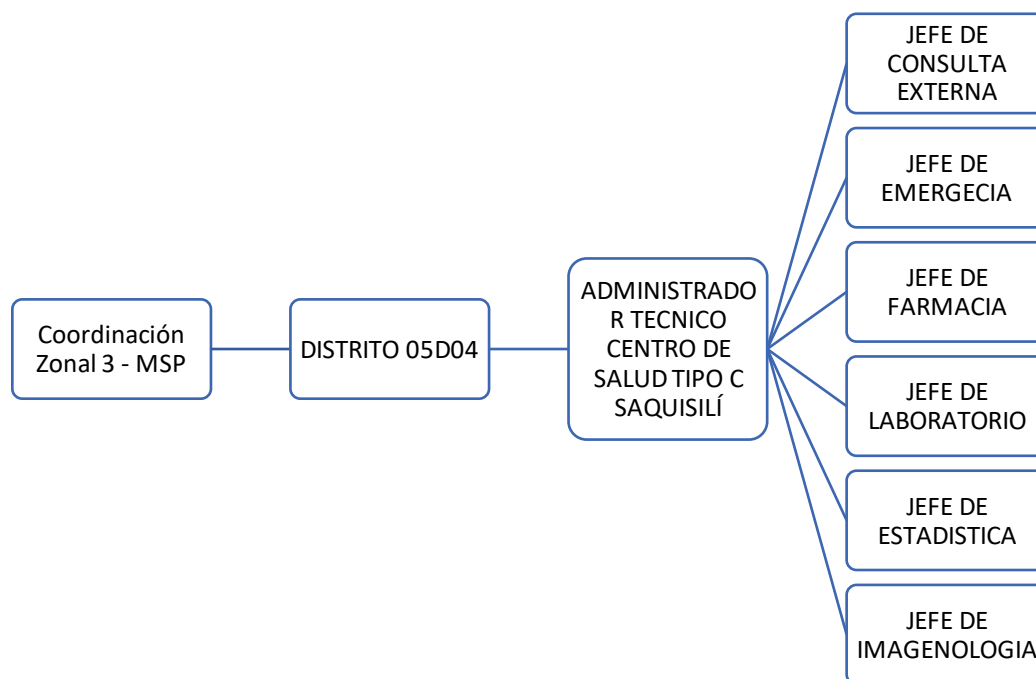 Coordinación
Zonal 3 - MSP
DISTRITO 05D04
ADMINISTRADO
R TECNICO
CENTRO DE
SALUD TIPO C
SAQUISILÍ
JEFE DE
CONSULTA
EXTERNA
JEFE DE
EMERGECIA
JEFE DE
FARMACIA
JEFE DE
LABORATORIO
JEFE DE
ESTADISTICA
JEFE DE
IMAGENOLOGIA